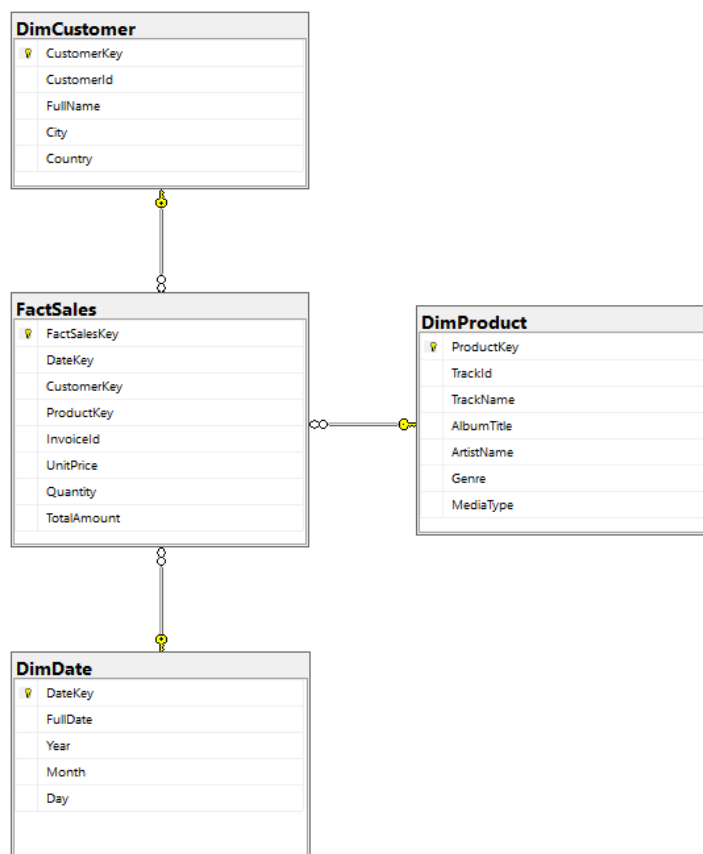 DimCustomer
CustomerKey
CustomerId
FullName
City
Country
FactSales
FactSalesKey
DateKey
CustomerKey
ProductKey
InvoiceId
UnitPrice
Quantity
TotalAmount
DimProduct
ProductKey
TrackId
TrackName
AlbumTitle
ArtistName
Genre
MediaType
DimDate
DateKey
FullDate
Year
Month
Day